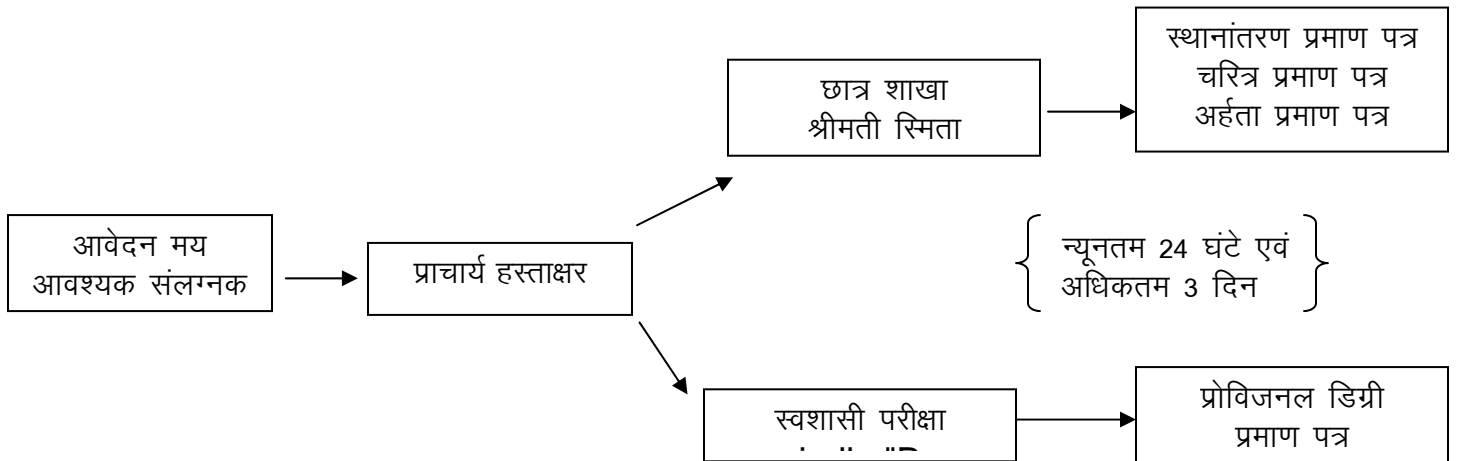 आवेदन मय
आवश्यक संलग्नक
प्राचार्य हस्ताक्षर
छात्र शाखा
श्रीमती स्मिता
स्थानांतरण प्रमाण पत्र
चरित्र प्रमाण पत्र
अर्हता प्रमाण पत्र
न्यूनतम 24 घंटे एवं
अधिकतम 3 दिन
स्वशासी परीक्षा
प्रोविजनल डिग्री
प्रमाण पत्र